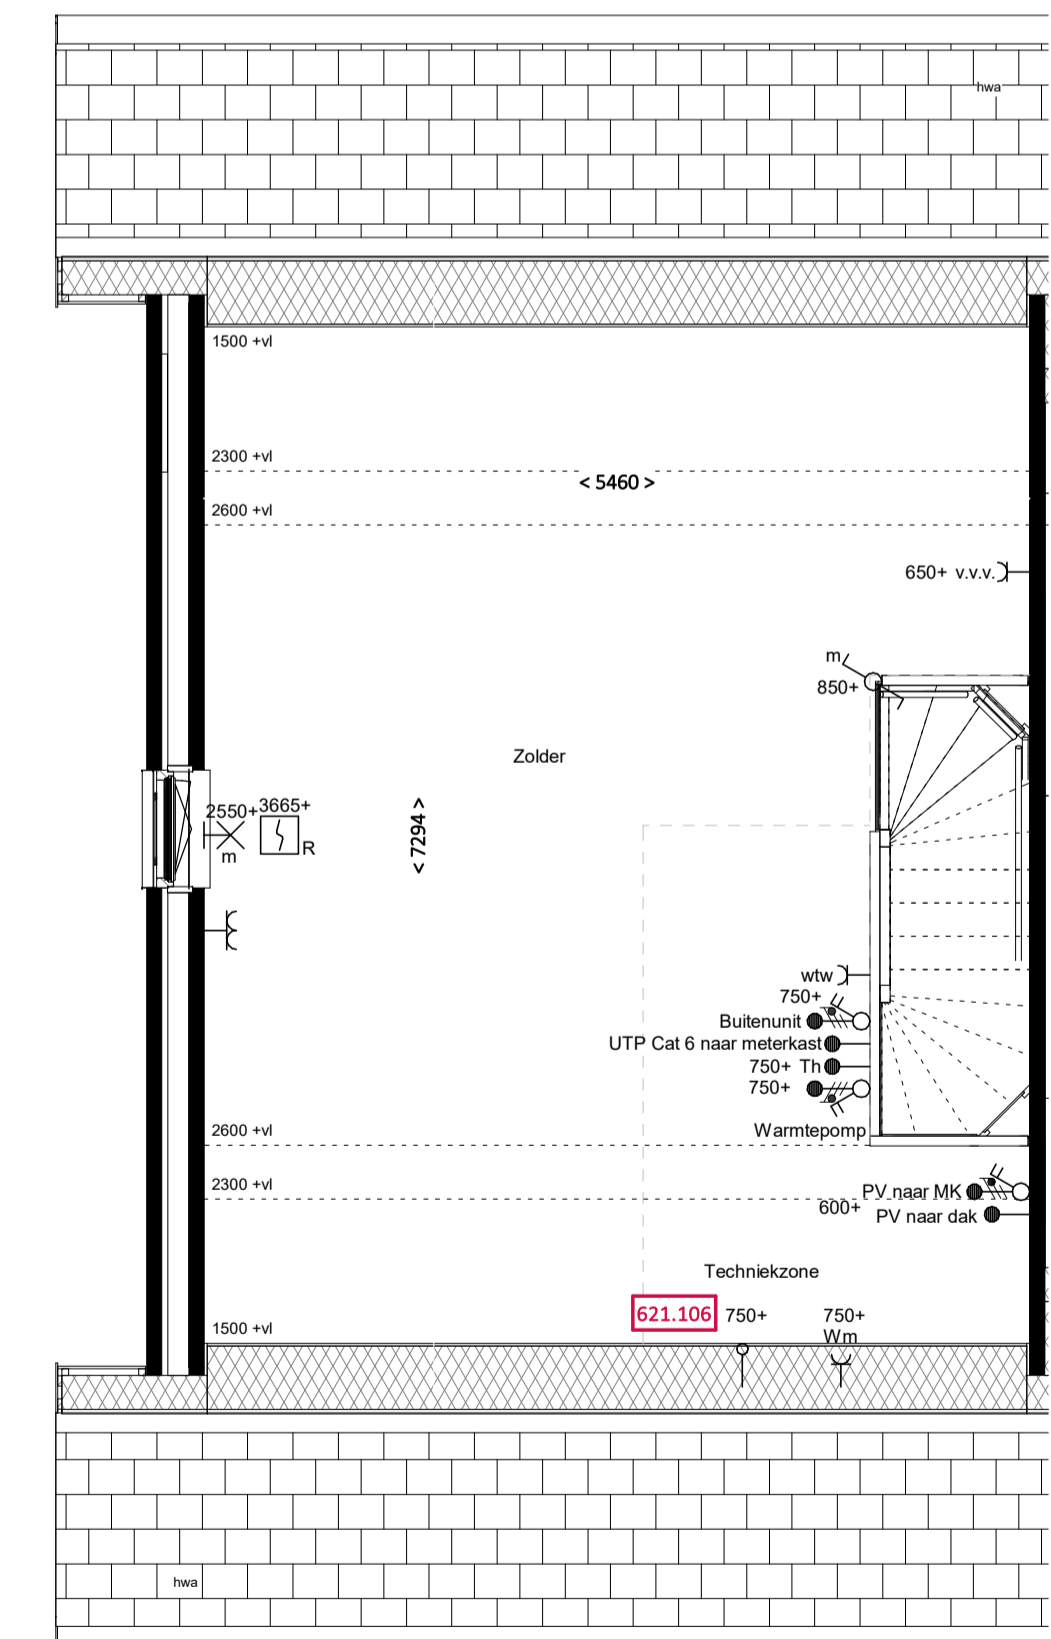 hwa
1500 +vl
2300 +vl
< 5460 >
2600 +vl
650+ v.v.v.
m
850+
Zolder
2550+ 3665+
m
R
< 7294 >
wtw
750+
Buitenunit
UTP Cat 6 naar meterkast
750+ Th
750+
2600 +vl
Warmtepomp
2300 +vl
PV naar MK
600+
PV naar dak
Techniekzone
621.106
750+
750+
Wm
1500 +vl
hwa